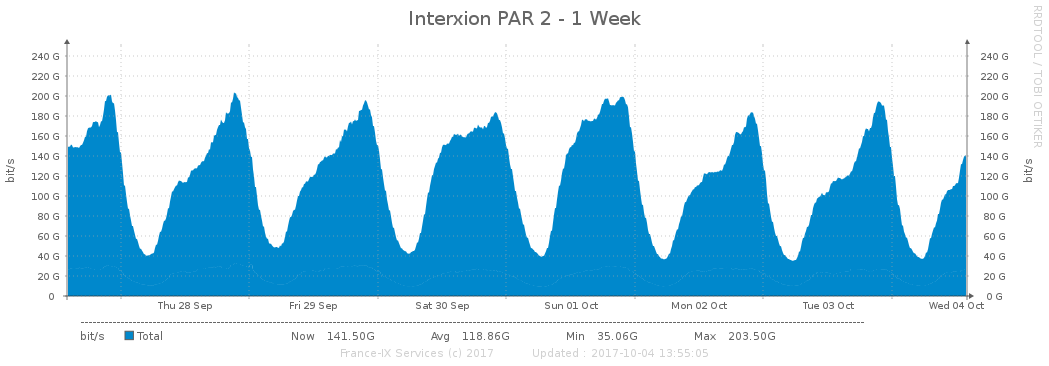 Interxion PAR 2 - 1 Week
RRDTOOL / TOBI OETIKER
240 G 240 G
220 G 220 G
200 G 200 G
180 G 180 G
160 G 160 G
140 G 140 G
120 G 120 G
100 G 100 G
80 G 80 G
60 G 60 G
40 G 40 G
20 G 20 G
0 0 G
bit/s
bit/s
Thu 28 Sep Fri 29 Sep Sat 30 Sep Sun 01 Oct Mon 02 Oct Tue 03 Oct Wed 04 Oct
bit/s Total Now 141.50G Avg 118.86G Min 35.06G Max 203.50G
France-IX Services (c) 2017 Updated : 2017-10-04 13:55:05